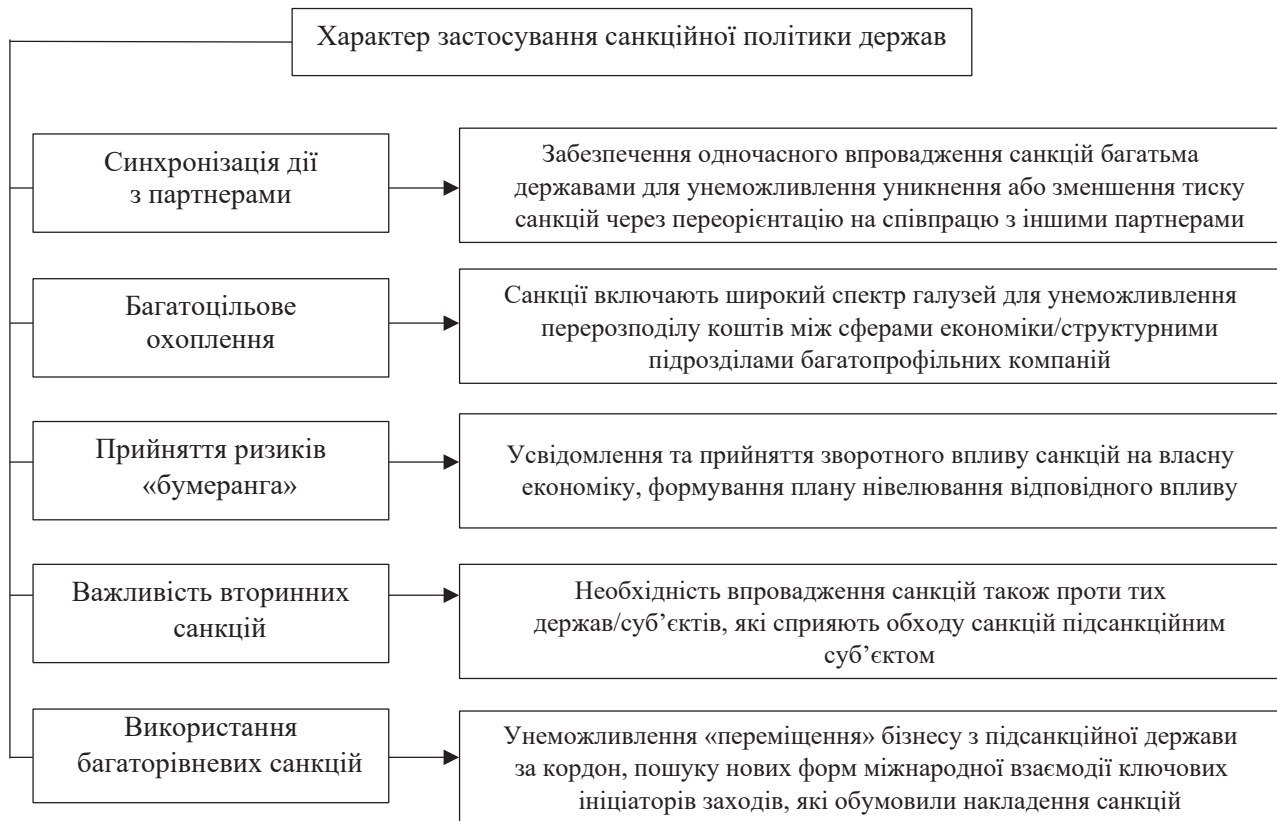 Характер застосування санкційної політики держав
Синхронізація дії
з партнерами
Забезпечення одночасного впровадження санкцій багатьма
державами для унеможливлення уникнення або зменшення тиску
санкцій через переорієнтацію на співпрацю з іншими партнерами
Багатоцільове
охоплення
Санкції включають широкий спектр галузей для унеможливлення
перерозподілу коштів між сферами економіки/структурними
підрозділами багатопрофільних компаній
Прийняття ризиків
«бумеранга»
Усвідомлення та прийняття зворотного впливу санкцій на власну
економіку, формування плану нівелювання відповідного впливу
Важливість вторинних
санкцій
Необхідність впровадження санкцій також проти тих
держав/суб’єктів, які сприяють обходу санкцій підсанкційним
суб’єктом
Використання
багаторівневих санкцій
Унеможливлення «переміщення» бізнесу з підсанкційної держави
за кордон, пошуку нових форм міжнародної взаємодії ключових
ініціаторів заходів, які обумовили накладення санкцій